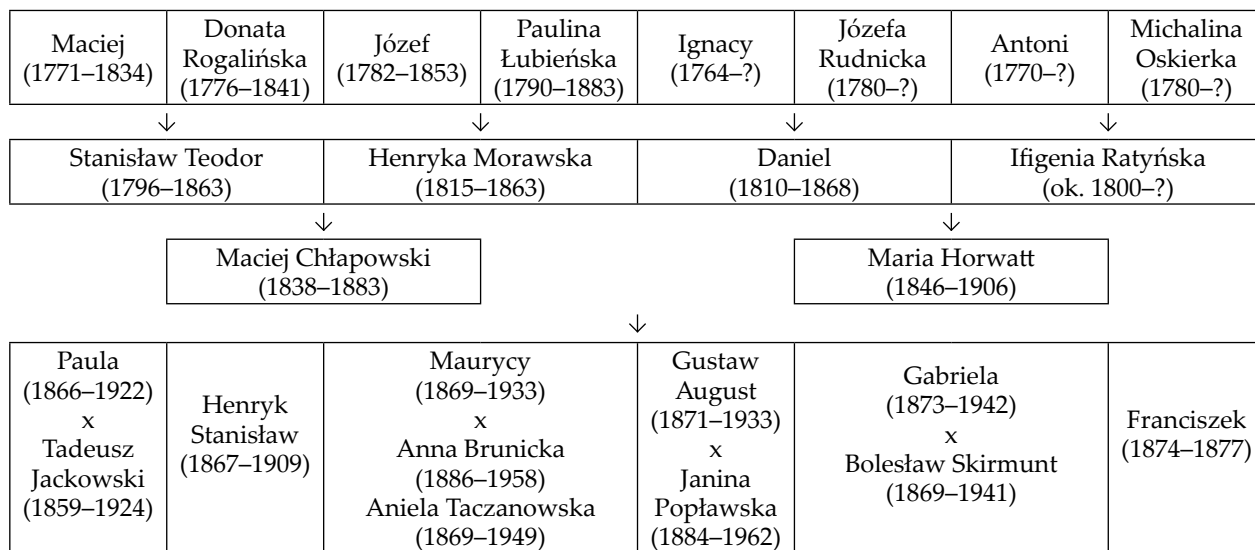 Maciej
(1771–1834)
Donata
Rogalińska
(1776–1841)
Józef
(1782–1853)
Paulina
Łubieńska
(1790–1883)
Ignacy
(1764–?)
Józefa
Rudnicka
(1780–?)
Antoni
(1770–?)
Michalina
Oskierka
(1780–?)
Stanisław Teodor
(1796–1863)
Henryka Morawska
(1815–1863)
Daniel
(1810–1868)
Ifigenia Ratyńska
(ok. 1800–?)
Maciej Chłapowski
(1838–1883)
Maria Horwatt
(1846–1906)
Paula
(1866–1922)
x
Tadeusz
Jackowski
(1859–1924)
Henryk
Stanisław
(1867–1909)
Maurycy
(1869–1933)
x
Anna Brunicka
(1886–1958)
Aniela Taczanowska
(1869–1949)
Gustaw
August
(1871–1933)
x
Janina
Popławska
(1884–1962)
Gabriela
(1873–1942)
x
Bolesław Skirmunt
(1869–1941)
Franciszek
(1874–1877)